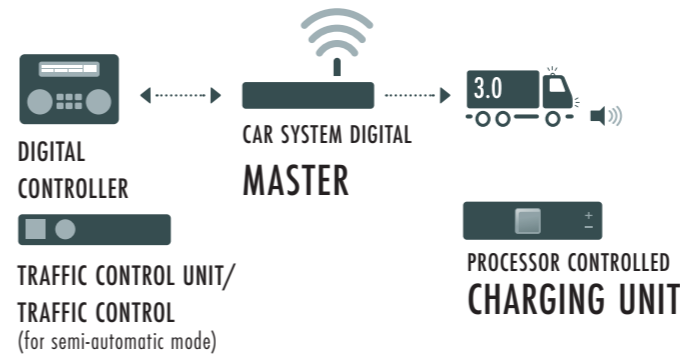 3.0
DIGITAL
CONTROLLER
CAR SYSTEM DIGITAL
MASTER
TRAFFIC CONTROL UNIT/
TRAFFIC CONTROL
(for semi-automatic mode)
+
–
PROCESSOR CONTROLLED
CHARGING UNIT